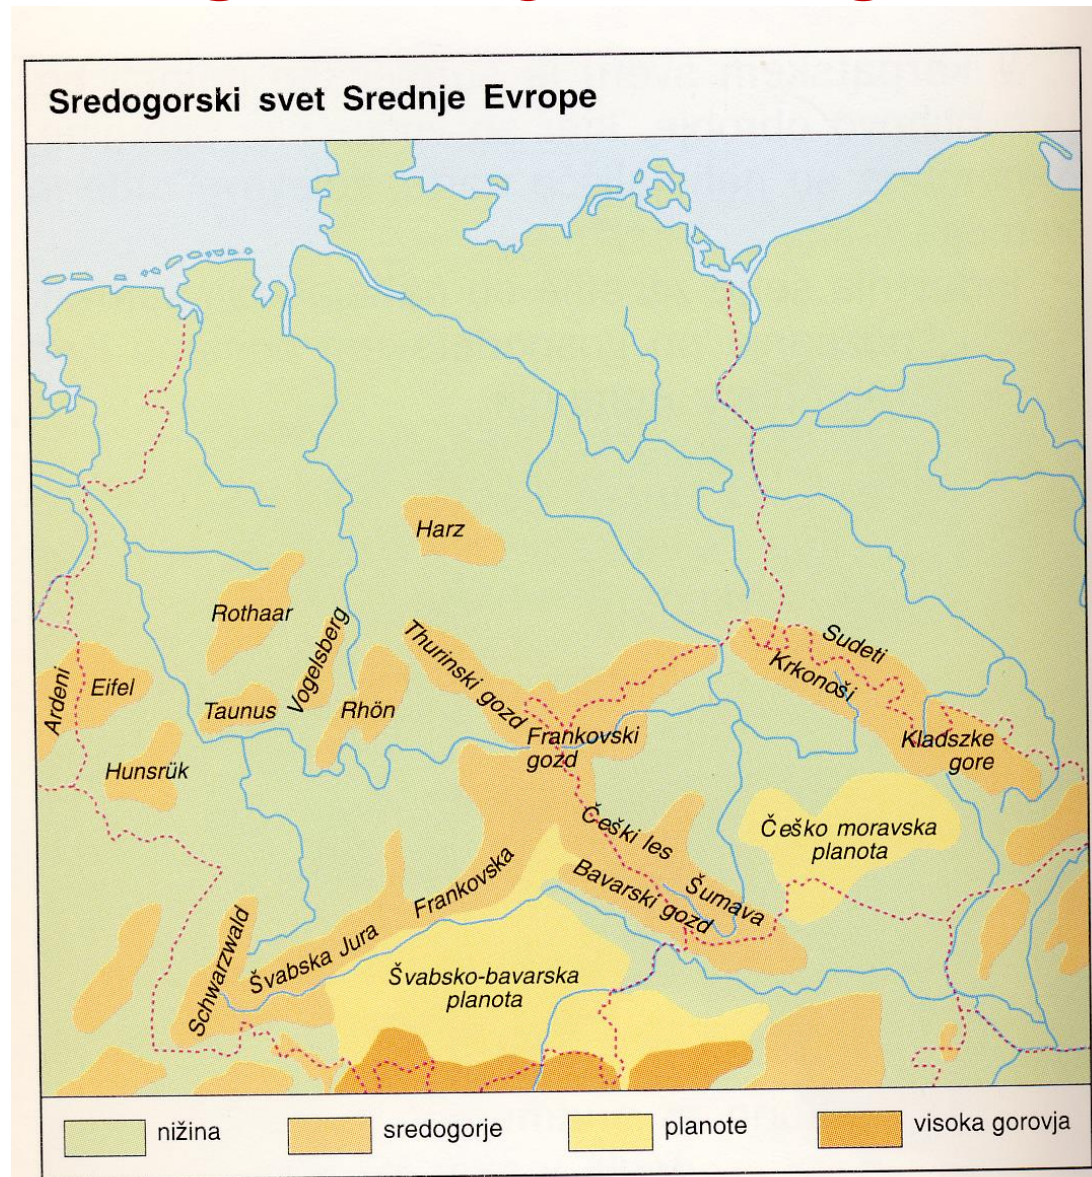 Sredogorski svet Srednje Evrope
Harz
Rothaar
Vogelsberg
Thurinski gozd
Sudeti
Krkonoši
Ardeni
Eifel
Taunus
Rhön
Frankovski
gozd
Kladszke
gore
Hunsrük
Češki les
Češko moravska
planota
Bavarski gozd
Šumava
Frankovska
Švabska Jura
Schwarzwald
Švabsko-bavarska
planota
nižina
sredogorje
planote
visoka gorovja